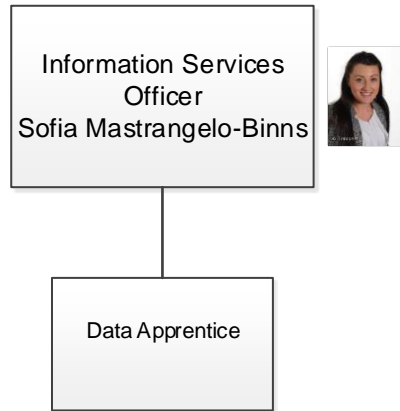 Information Services
Officer
Sofia Mastrangelo-Binns
Data Apprentice